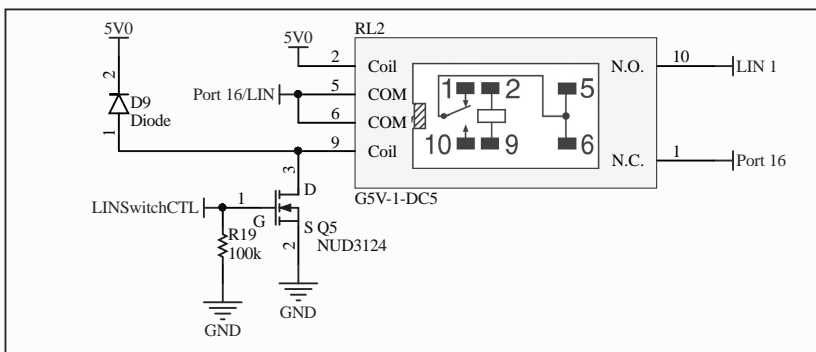 RL2
5V0
5V0
2
Coil
N.O.
10
LIN 1
2
D9
Diode
1
Port 16/LIN
5
COM
6
COM
9
Coil
1
2
5
10
9
6
N.C.
1
Port 16
G5V-1-DC5
3
D
LINSwitchCTL
1
G
S
Q5
NUD3124
2
R19
100k
GND
GND